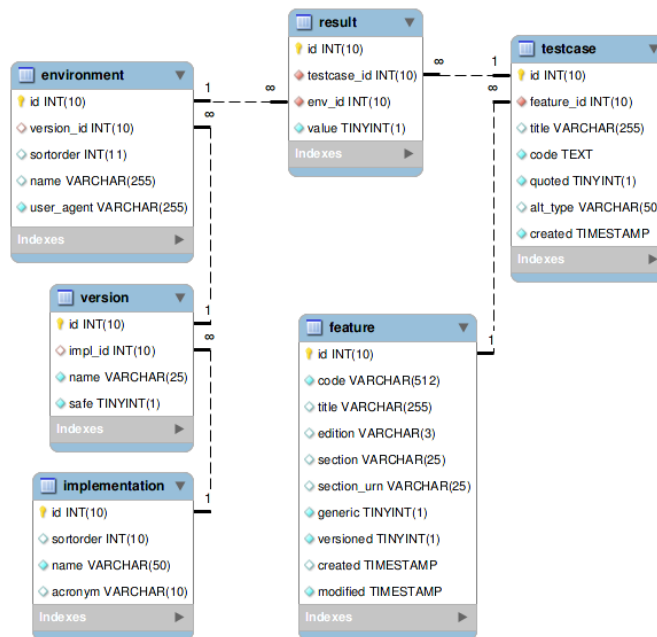 result
id INT(10)
testcase_id INT(10)
env_id INT(10)
value TINYINT(1)
Indexes
testcase
id INT(10)
feature_id INT(10)
title VARCHAR(255)
code TEXT
quoted TINYINT(1)
alt_type VARCHAR(50
created TIMESTAMP
Indexes
environment
id INT(10)
version_id INT(10)
sortorder INT(11)
name VARCHAR(255)
user_agent VARCHAR(255)
Indexes
version
id INT(10)
impl_id INT(10)
name VARCHAR(25)
safe TINYINT(1)
Indexes
feature
id INT(10)
code VARCHAR(512)
title VARCHAR(255)
edition VARCHAR(3)
section VARCHAR(25)
section_urn VARCHAR(25)
generic TINYINT(1)
versioned TINYINT(1)
created TIMESTAMP
modified TIMESTAMP
Indexes
implementation
id INT(10)
sortorder INT(10)
name VARCHAR(50)
acronym VARCHAR(10)
Indexes
1
∞
∞
1
∞
1
∞
1
∞
1